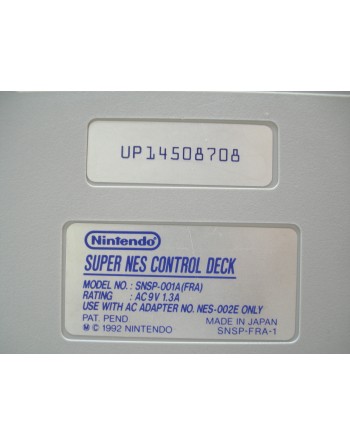 UP14508708
Nintendo
SUPER NES CONTROL DECK
MODEL NO. : SNSP-001A(FRA)
RATING : AC 9V 1.3A
USE WITH AC ADAPTER NO. NES-002E ONLY
PAT. PEND MADE IN JAPAN
Ⓜ © 1992 NINTENDO SNSP-FRA-1